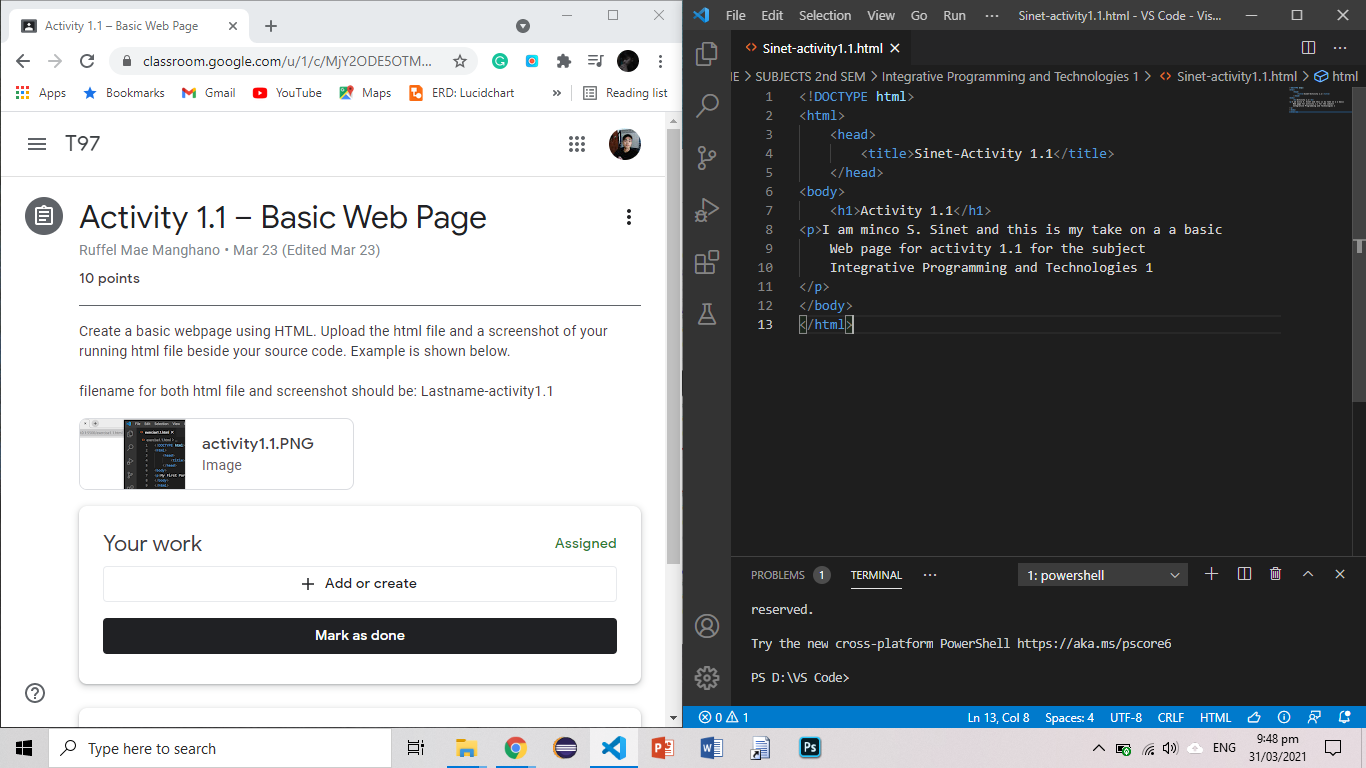 Activity 1.1 – Basic Web Page
classroom.google.com/u/1/c/MjY2ODE5OTM...
Apps Bookmarks Gmail YouTube Maps ERD: Lucidchart » Reading list
T97
Activity 1.1 – Basic Web Page
Ruffel Mae Manghano • Mar 23 (Edited Mar 23)
10 points
Create a basic webpage using HTML. Upload the html file and a screenshot of your
running html file beside your source code. Example is shown below.
filename for both html file and screenshot should be: Lastname-activity1.1
activity1.1.PNG
Image
Your work Assigned
+ Add or create
Mark as done
File Edit Selection View Go Run ··· Sinet-activity1.1.html - VS Code - Vis...
Sinet-activity1.1.html
IE > SUBJECTS 2nd SEM > Integrative Programming and Technologies 1 > Sinet-activity1.1.html > html
1 <!DOCTYPE html>
2 <html>
3 <head>
4 <title>Sinet-Activity 1.1</title>
5 </head>
6 <body>
7 <h1>Activity 1.1</h1>
8 <p>I am minco S. Sinet and this is my take on a a basic
9 Web page for activity 1.1 for the subject
10 Integrative Programming and Technologies 1
11 </p>
12 </body>
13 </html>
PROBLEMS 1 TERMINAL ··· 1: powershell
reserved.
Try the new cross-platform PowerShell https://aka.ms/pscore6
PS D:\VS Code>
0 1 Ln 13, Col 8 Spaces: 4 UTF-8 CRLF HTML
Type here to search
ENG
9:48 pm
31/03/2021